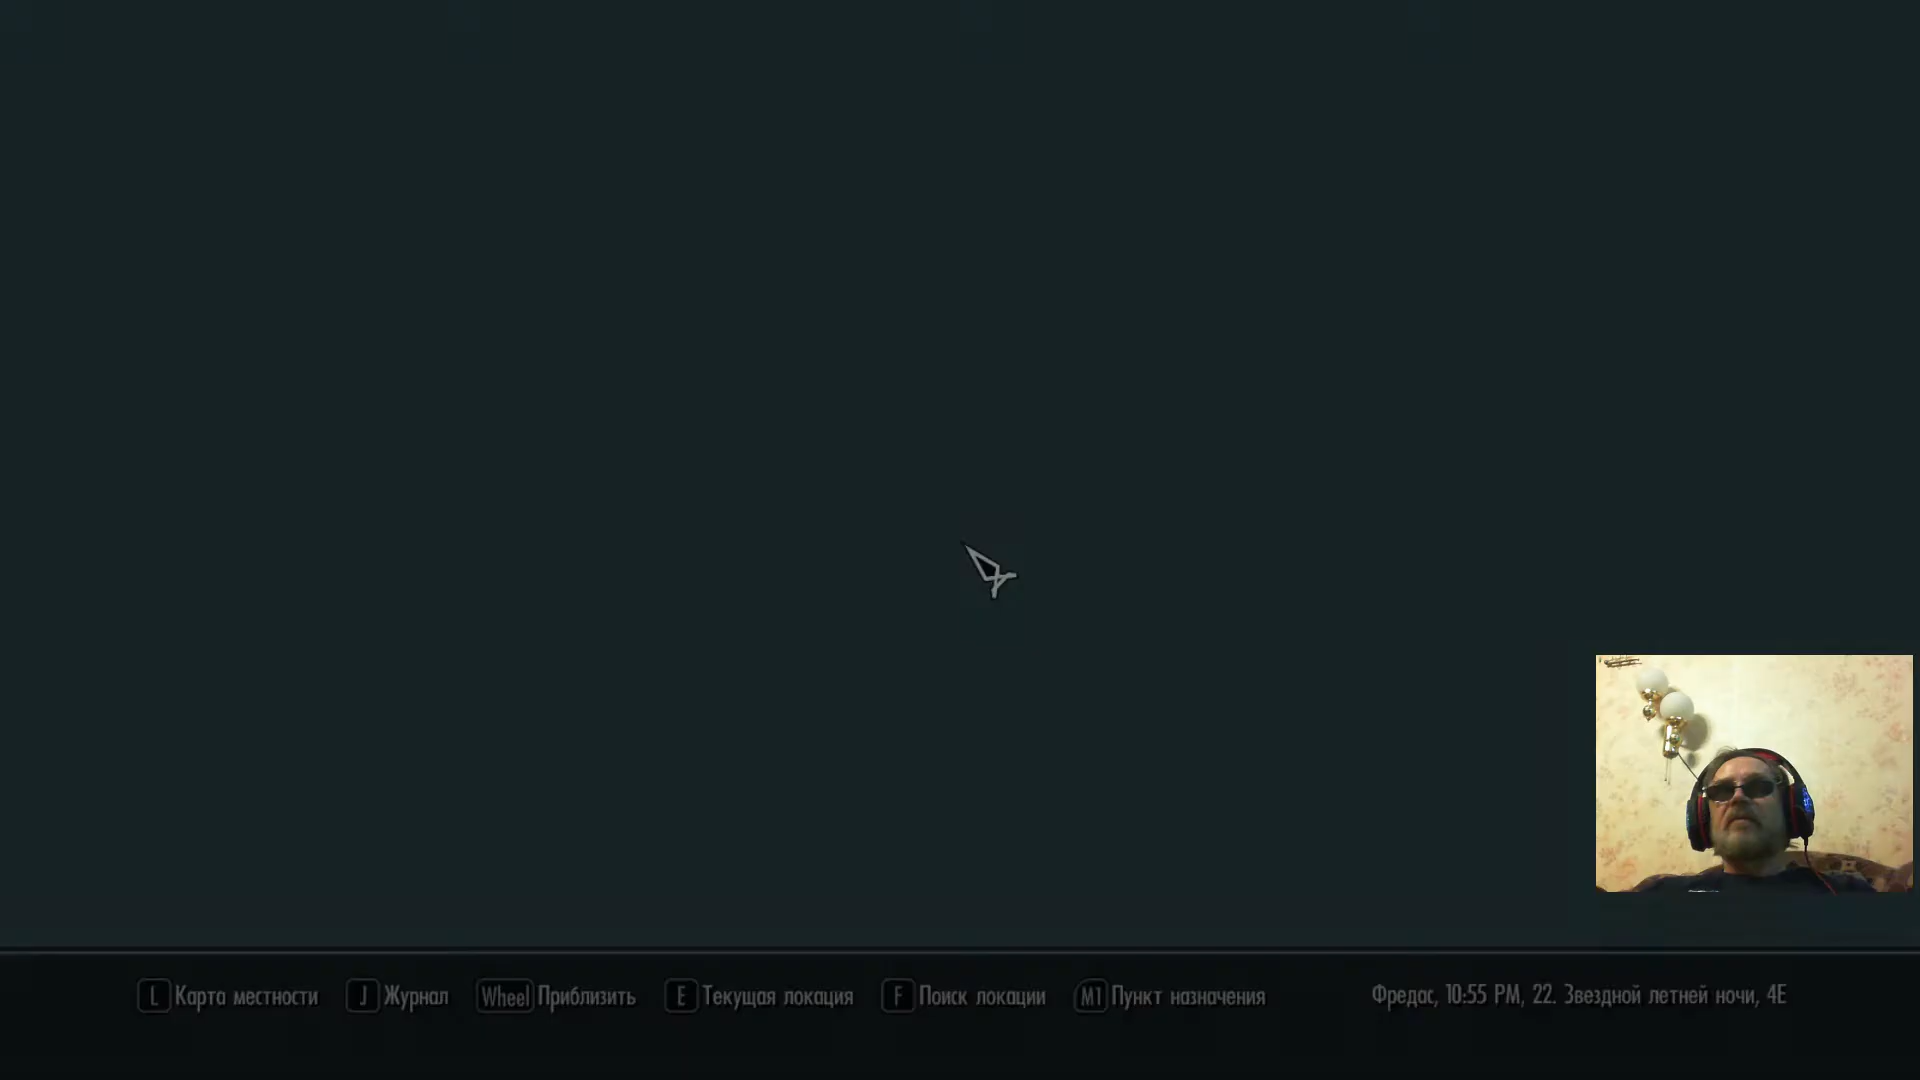 L Карта местности J Журнал Wheel Приблизить E Текущая локация F Поиск локации M1 Пункт назначения Фредас, 10:55 PM, 22. Звездной летней ночи, 4E